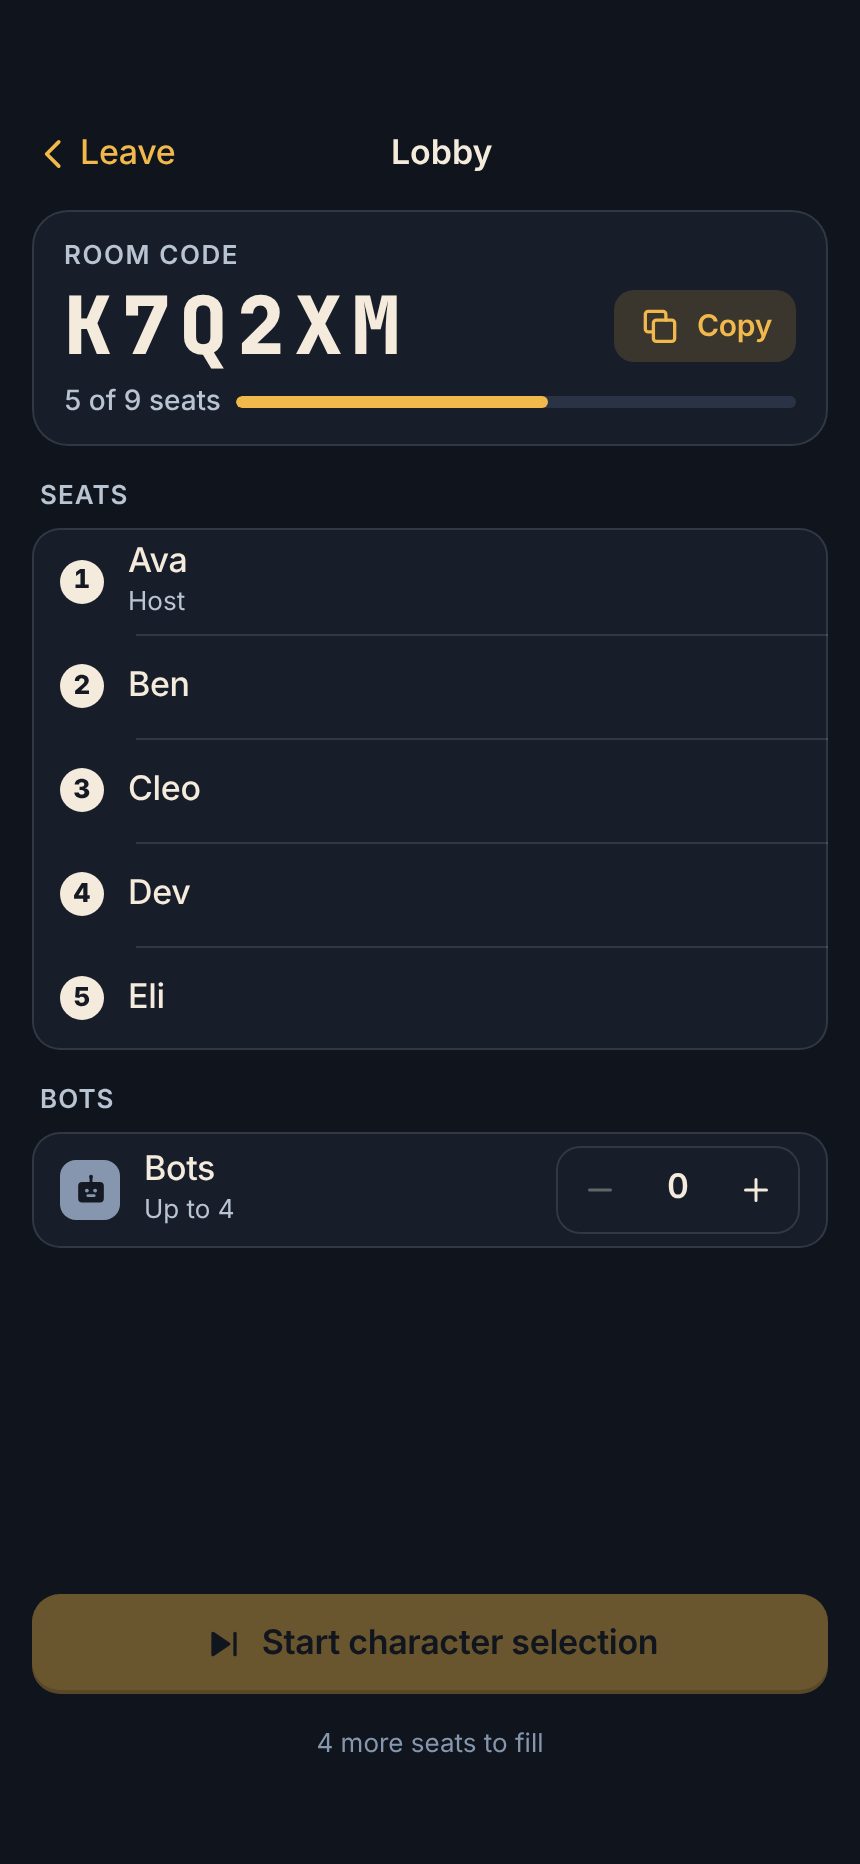 Leave
Lobby
ROOM CODE
K7Q2XM
Copy
5 of 9 seats
SEATS
1
Ava
Host
2
Ben
3
Cleo
4
Dev
5
Eli
BOTS
Bots
Up to 4
0
Start character selection
4 more seats to fill